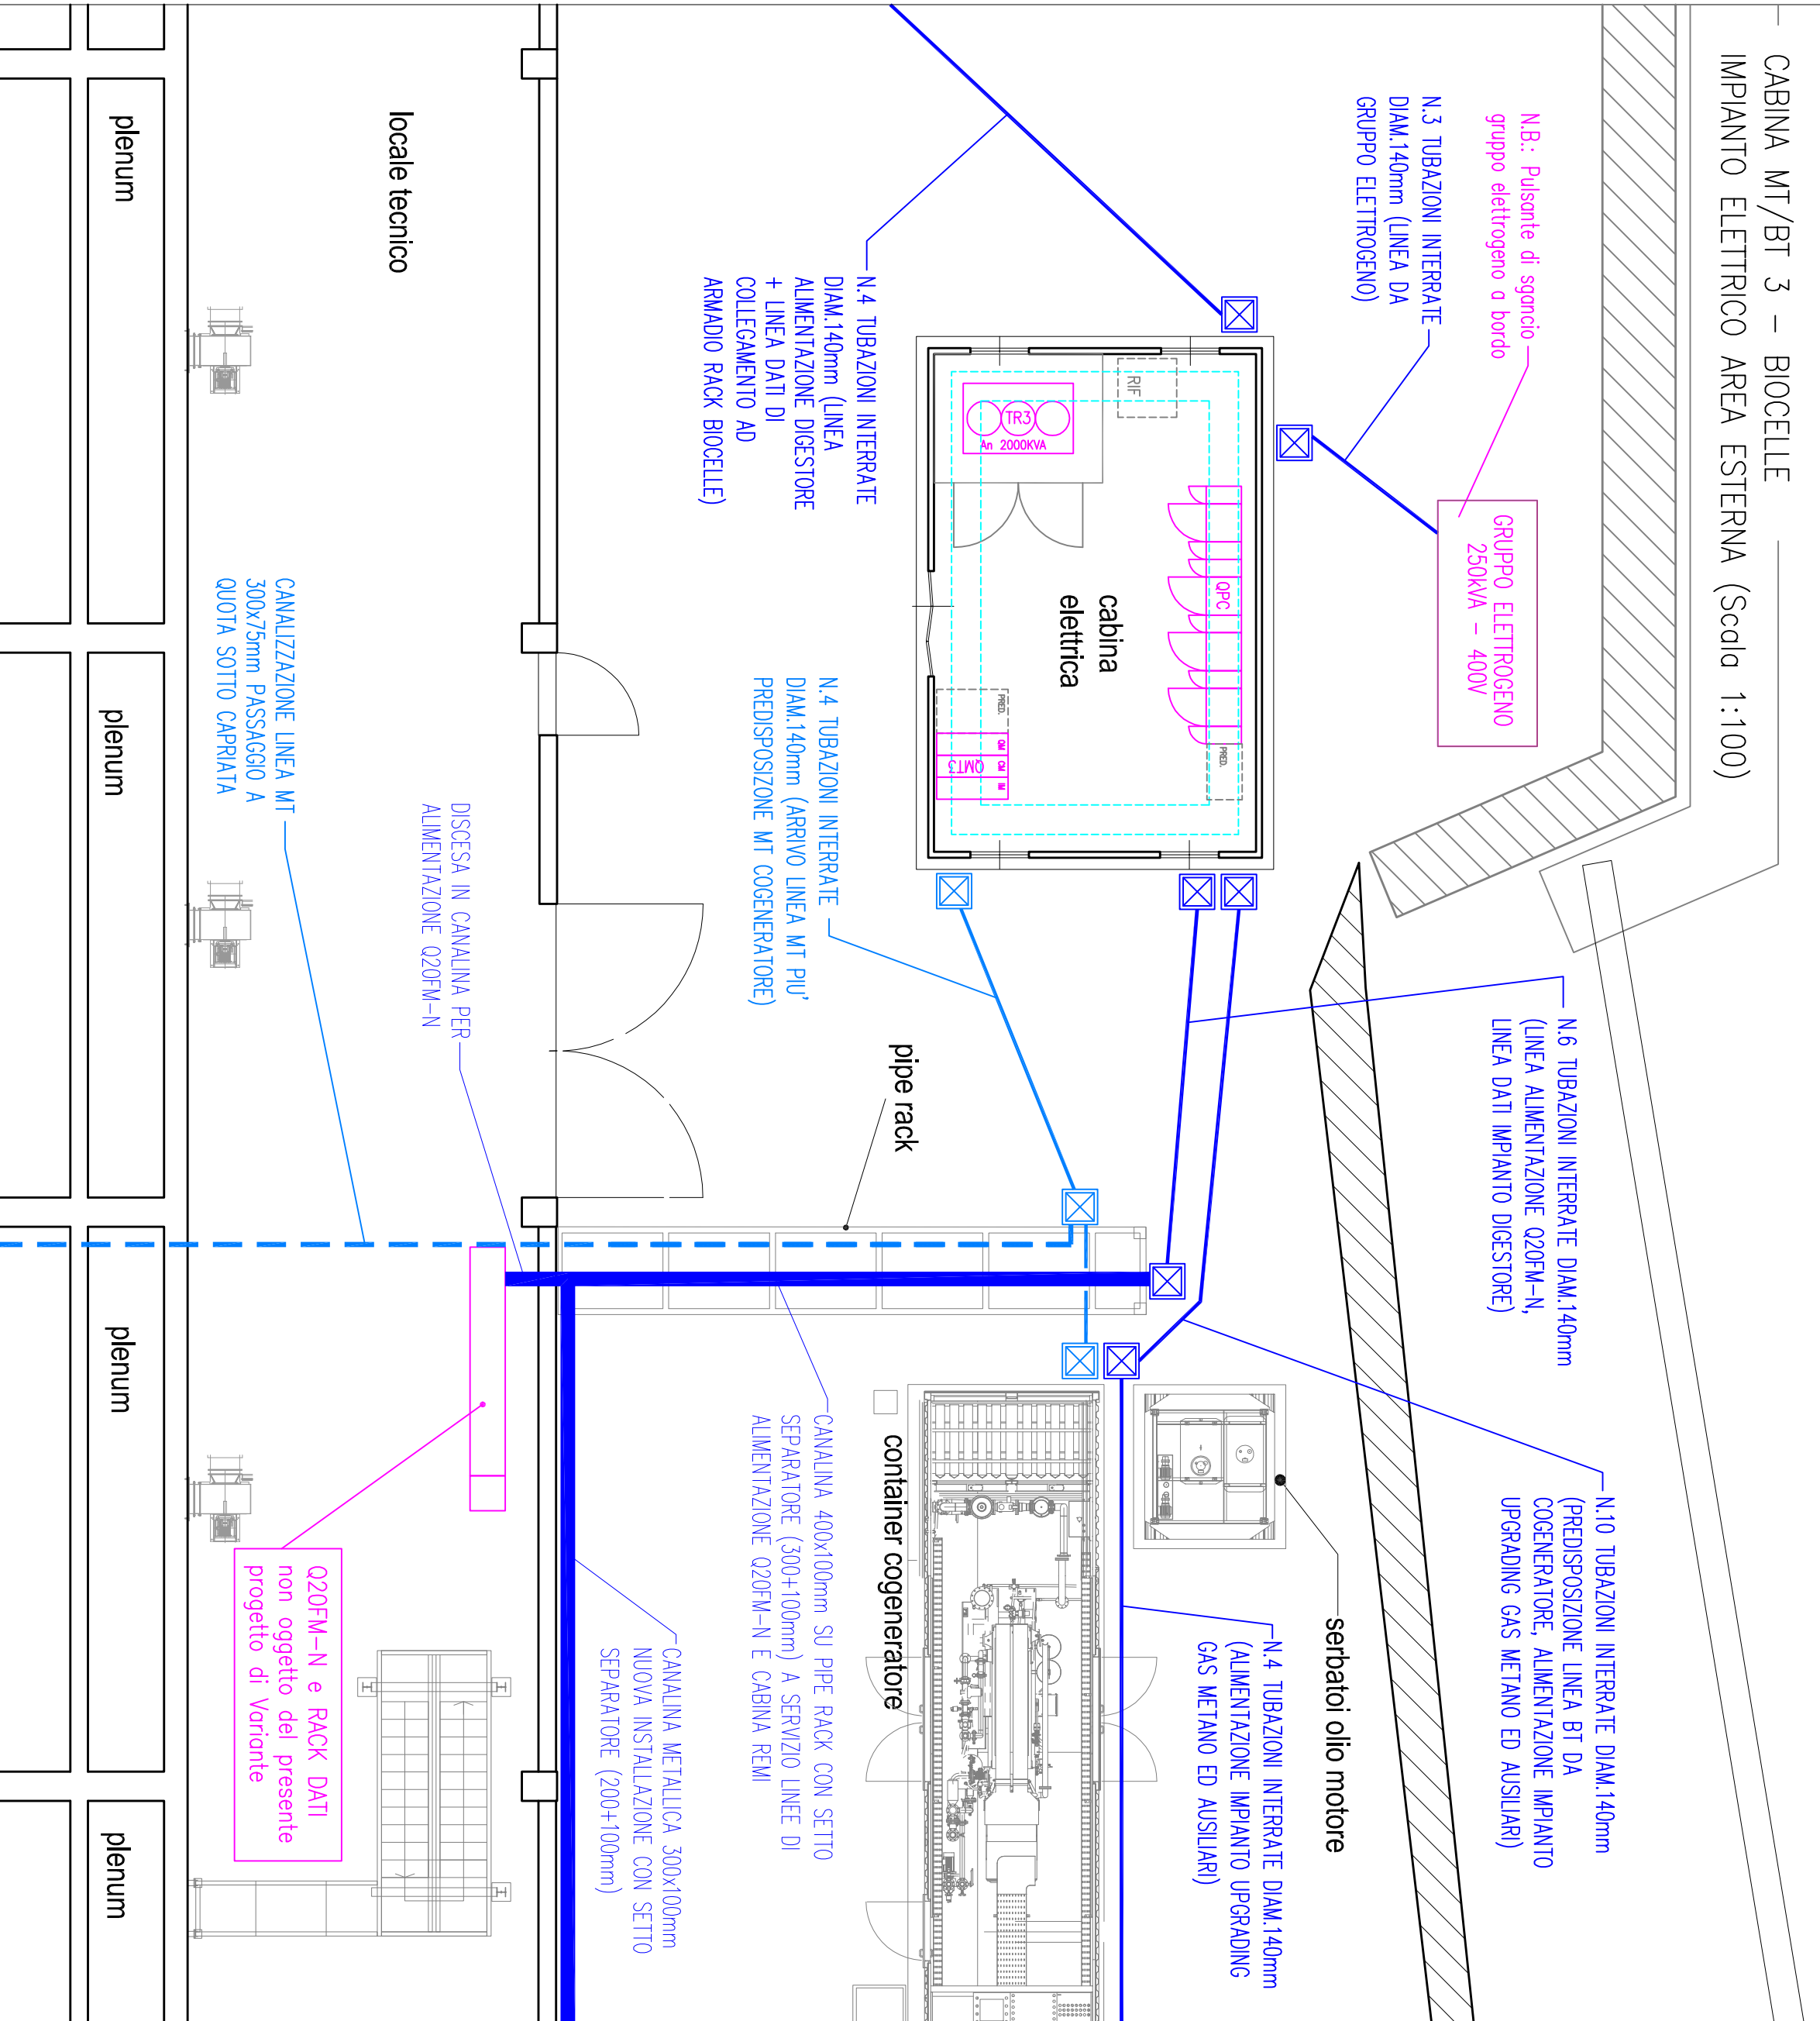 CABINA MT/BT 3 - BIOCELLE
IMPIANTO ELETTRICO AREA ESTERNA (Scala 1:100)
N.B.: Pulsante di sgancio
gruppo elettrogeno a bordo
GRUPPO ELETTROGENO
250kVA - 400V
N.3 TUBAZIONI INTERRATE
DIAM.140mm (LINEA DA
GRUPPO ELETTROGENO)
N.6 TUBAZIONI INTERRATE DIAM.140mm
(LINEA ALIMENTAZIONE Q20FM-N,
LINEA DATI IMPIANTO DIGESTORE)
N.10 TUBAZIONI INTERRATE DIAM.140mm
(PREDISPOSIZIONE LINEA BT DA
COGENERATORE, ALIMENTAZIONE IMPIANTO
UPGRADING GAS METANO ED AUSILIARI)
serbatoi olio motore
N.4 TUBAZIONI INTERRATE DIAM.140mm
(ALIMENTAZIONE IMPIANTO UPGRADING
GAS METANO ED AUSILIARI)
RIF
TR3
An 2000KVA
QPC
PRED.
cabina
elettrica
PRED.
QM
CM
IM
QMT3
N.4 TUBAZIONI INTERRATE
DIAM.140mm (LINEA
ALIMENTAZIONE DIGESTORE
+ LINEA DATI DI
COLLEGAMENTO AD
ARMADIO RACK BIOCELLE)
N.4 TUBAZIONI INTERRATE
DIAM.140mm (ARRIVO LINEA MT PIU'
PREDISPOSIZONE MT COGENERATORE)
pipe rack
container cogeneratore
CANALINA 400x100mm SU PIPE RACK CON SETTO
SEPARATORE (300+100mm) A SERVIZIO LINEE DI
ALIMENTAZIONE Q20FM-N E CABINA REMI
CANALINA METALLICA 300x100mm
NUOVA INSTALLAZIONE CON SETTO
SEPARATORE (200+100mm)
DISCESA IN CANALINA PER
ALIMENTAZIONE Q20FM-N
locale tecnico
CANALIZZAZIONE LINEA MT
300x75mm PASSAGGIO A
QUOTA SOTTO CAPRIATA
Q20FM-N e RACK DATI
non oggetto del presente
progetto di Variante
plenum
plenum
plenum
plenum